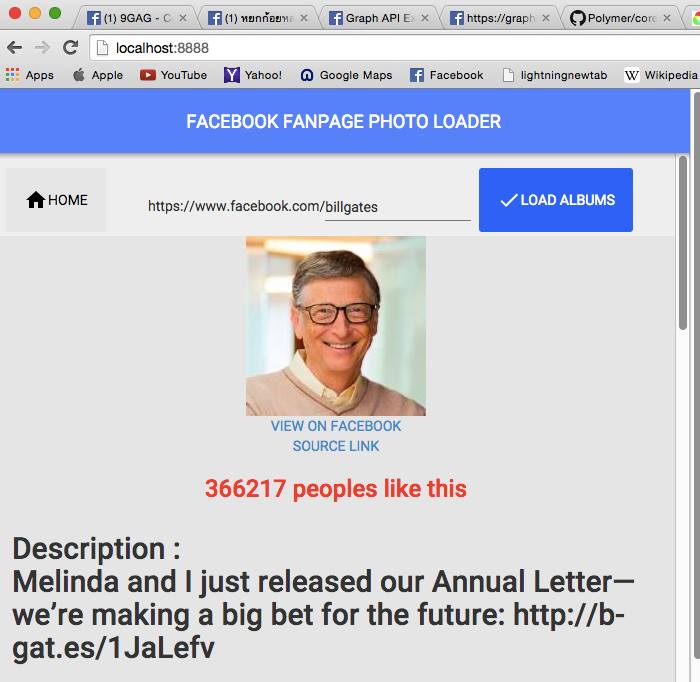 (1) 9GAG - C
(1) หยกก้อยหล
Graph API Ex
https://graph
Polymer/core
localhost:8888
Apps Apple YouTube Yahoo! Google Maps Facebook lightningnewtab W Wikipedia
FACEBOOK FANPAGE PHOTO LOADER
HOME https://www.facebook.com/billgates LOAD ALBUMS
VIEW ON FACEBOOK
SOURCE LINK
366217 peoples like this
Description :
Melinda and I just released our Annual Letter—
we’re making a big bet for the future: http://b-
gat.es/1JaLefv